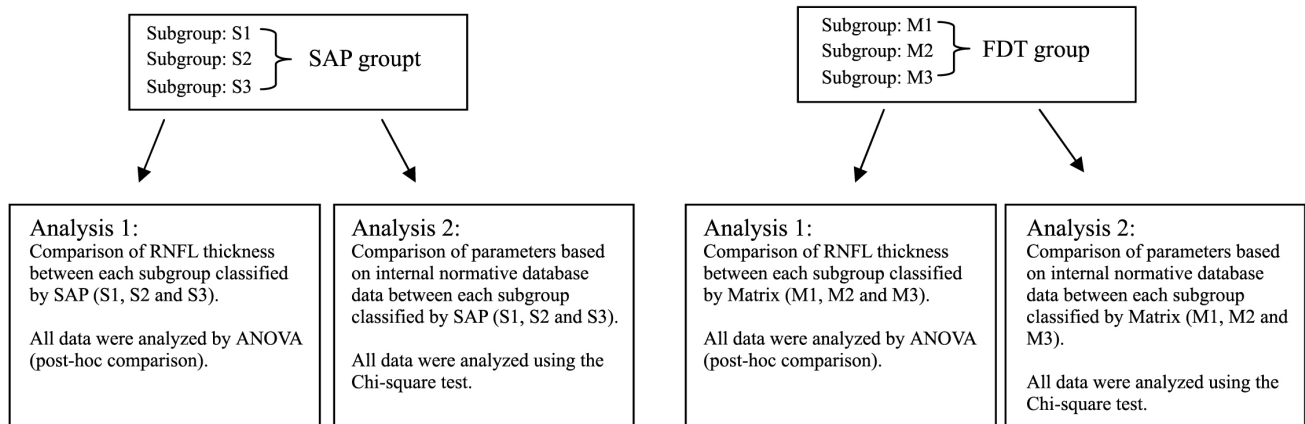 Subgroup: S1
Subgroup: S2
Subgroup: S3
SAP groupt
Subgroup: M1
Subgroup: M2
Subgroup: M3
FDT group
Analysis 1:
Comparison of RNFL thickness
between each subgroup classified
by SAP (S1, S2 and S3).
All data were analyzed by ANOVA
(post-hoc comparison).
Analysis 2:
Comparison of parameters based
on internal normative database
data between each subgroup
classified by SAP (S1, S2 and S3).
All data were analyzed using the
Chi-square test.
Analysis 1:
Comparison of RNFL thickness
between each subgroup classified
by Matrix (M1, M2 and M3).
All data were analyzed by ANOVA
(post-hoc comparison).
Analysis 2:
Comparison of parameters based
on internal normative database
data between each subgroup
classified by Matrix (M1, M2 and
M3).
All data were analyzed using the
Chi-square test.